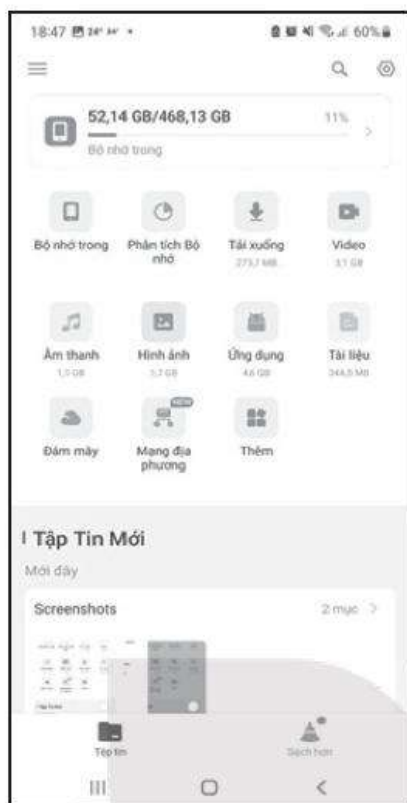 18:47 28° 34° •
60%
52,14 GB/468,13 GB 11%
Bộ nhớ trong
Bộ nhớ trong Phân tích Bộ nhớ Tải xuống Video
273,7 MB 3,1 GB
Âm thanh Hình ảnh Ứng dụng Tài liệu
1,1 GB 5,7 GB 4,6 GB 344,8 MB
NEW
Đám mây Mạng địa phương Thêm
Tập Tin Mới
Mới đây
Screenshots 2 mục
Tệp tin Sạch hơn